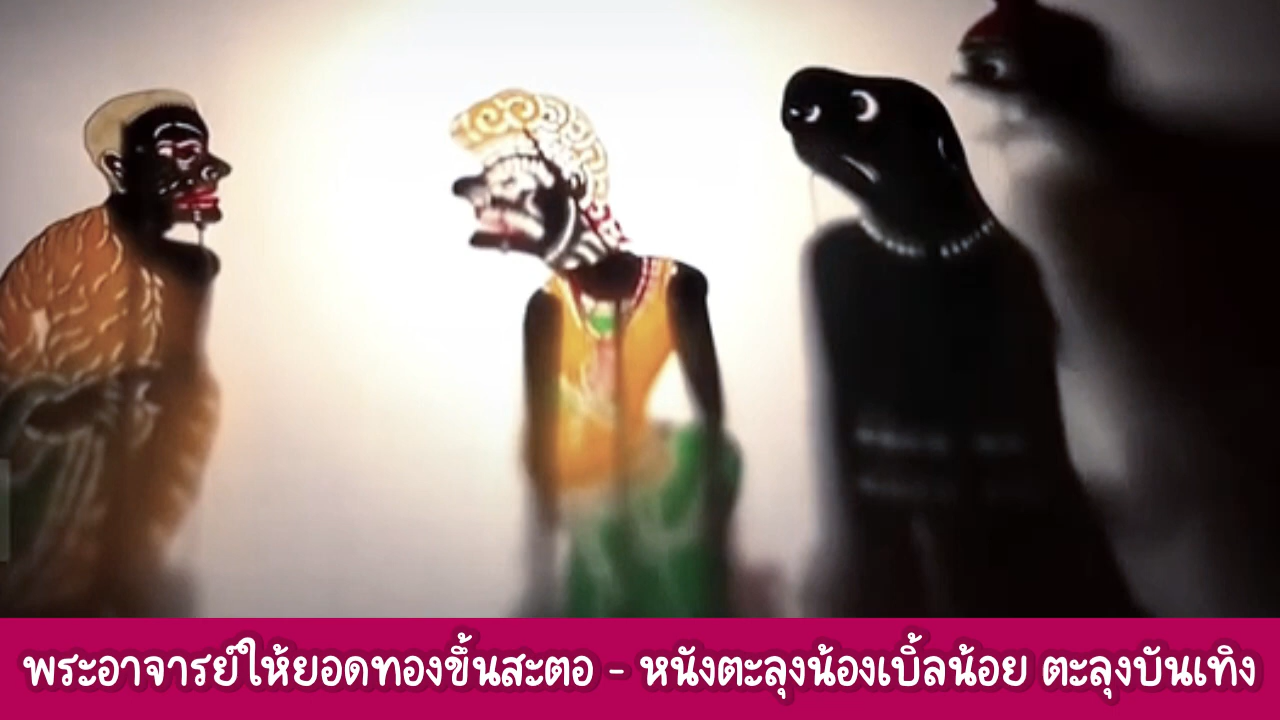 พระอาจารย์ให้ยอดทองขึ้นสะตอ - หนังตะลุงน้องเบิ้ลน้อย ตะลุงบันเทิง